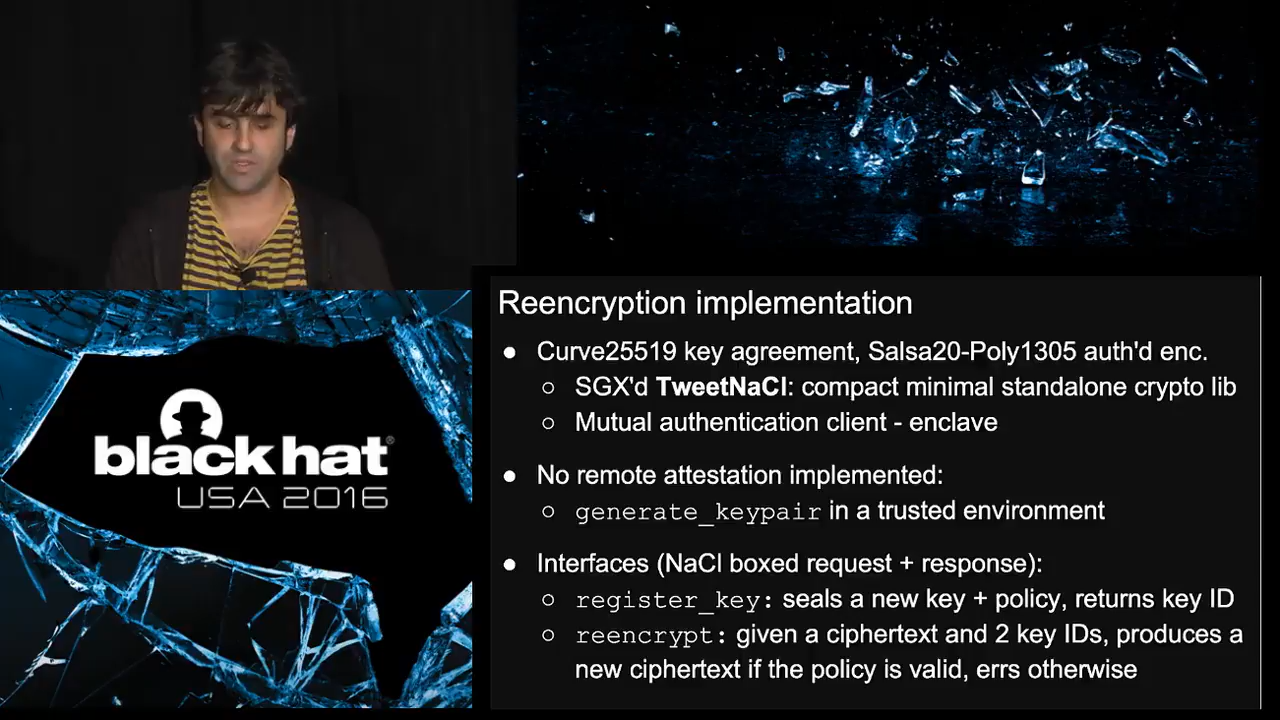 Reencryption implementation
● Curve25519 key agreement, Salsa20-Poly1305 auth'd enc.
○ SGX'd TweetNaCl: compact minimal standalone crypto lib
○ Mutual authentication client - enclave
● No remote attestation implemented:
○ generate_keypair in a trusted environment
● Interfaces (NaCl boxed request + response):
○ register_key: seals a new key + policy, returns key ID
○ reencrypt: given a ciphertext and 2 key IDs, produces a
new ciphertext if the policy is valid, errs otherwise
black hat®
USA 2016